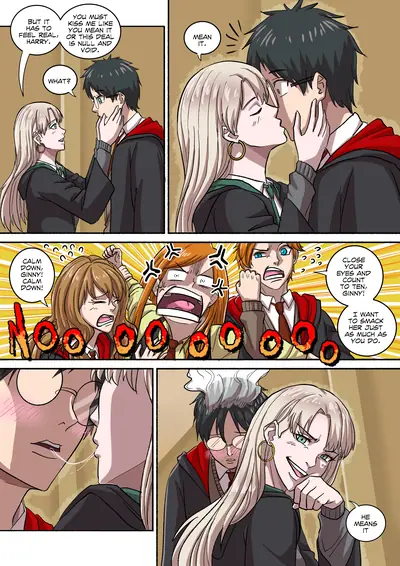 BUT IT
HAS TO
FEEL REAL,
HARRY.
YOU MUST
KISS ME LIKE
YOU MEAN IT
OR THIS DEAL
IS NULL AND
VOID.
WHAT?
MEAN
IT.
CALM
DOWN,
GINNY!
CALM
DOWN!
CLOSE
YOUR
EYES AND
COUNT
TO TEN,
GINNY!
I WANT
TO SMACK
HER JUST
AS MUCH
AS YOU
DO.
NOOOOOOOOOO
HE
MEANS
IT